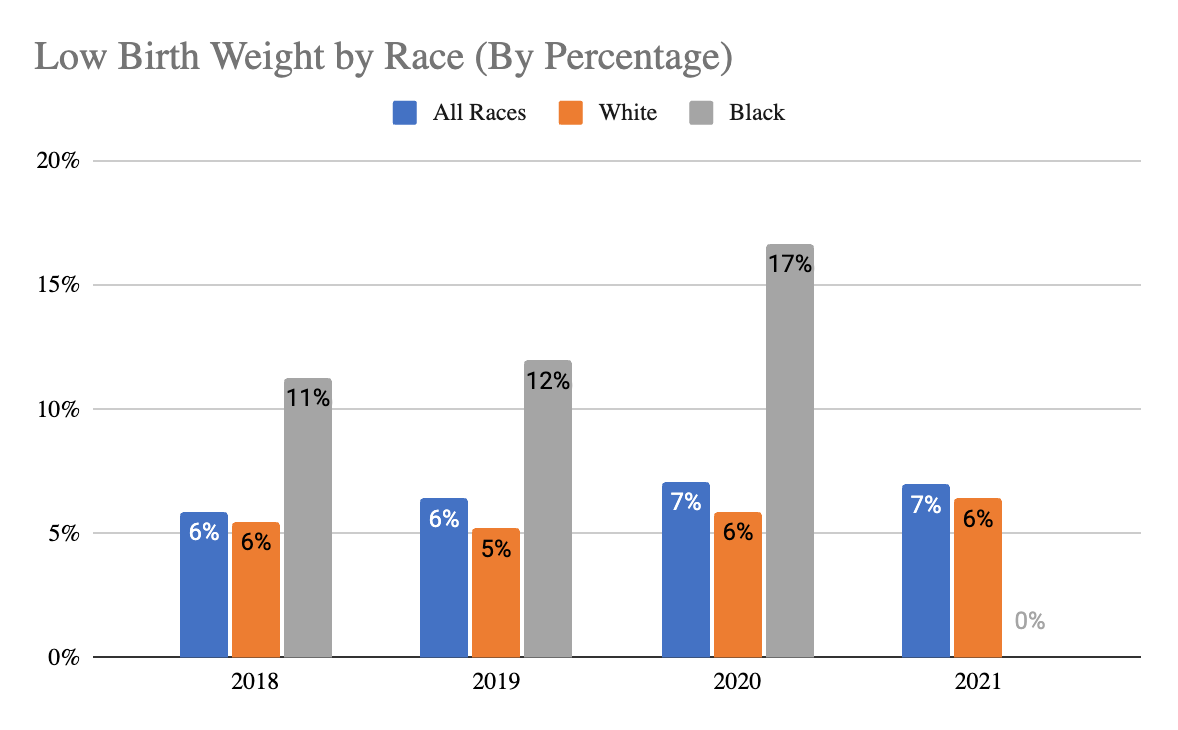 Low Birth Weight by Race (By Percentage)
All Races White Black
20%
15%
10%
5%
0%
6% 6% 11%
6% 5% 12%
7% 6% 17%
7% 6% 0%
2018 2019 2020 2021